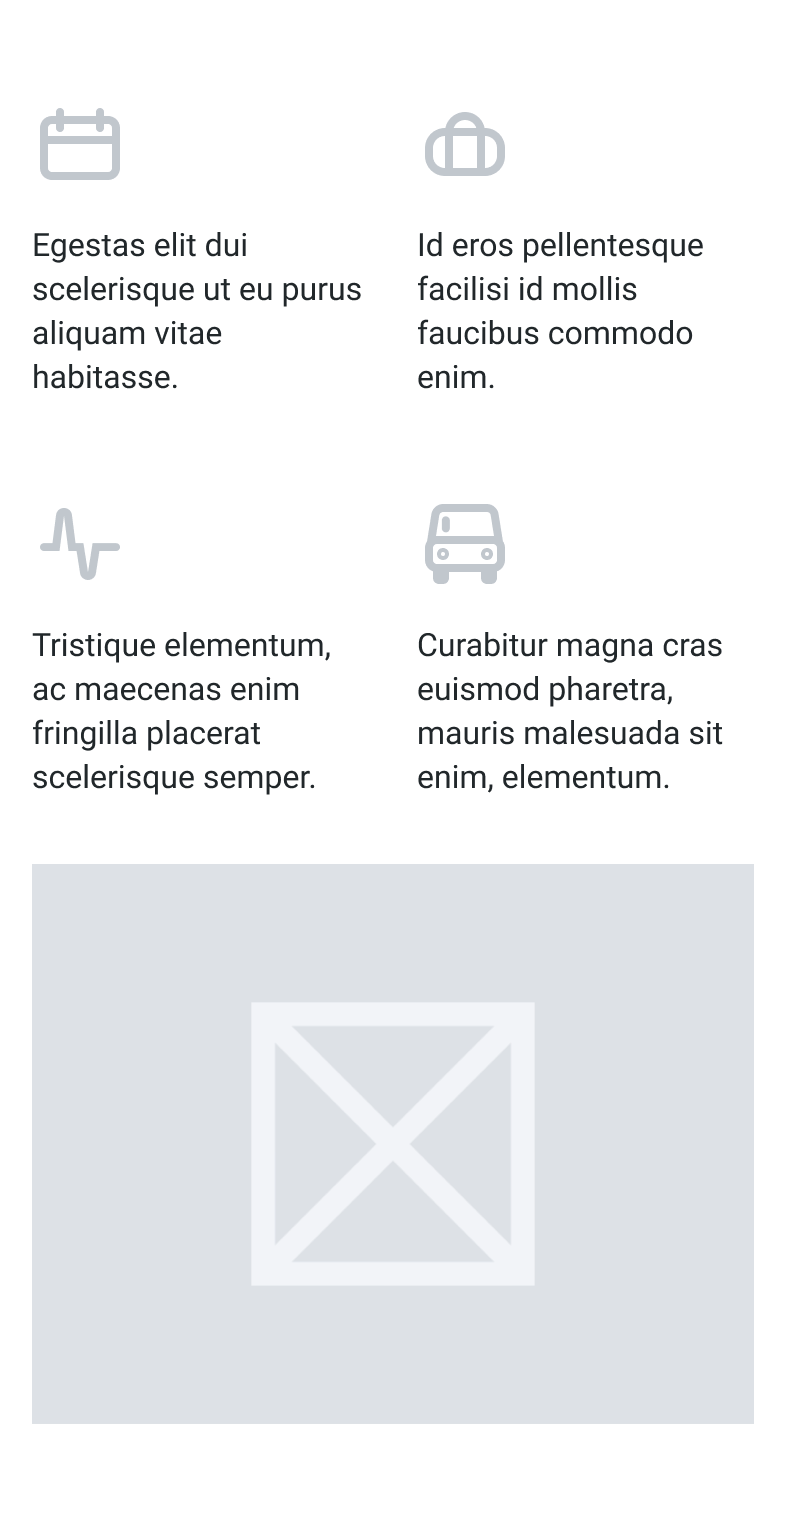 Egestas elit dui
scelerisque ut eu purus
aliquam vitae
habitasse.
Id eros pellentesque
facilisi id mollis
faucibus commodo
enim.
Tristique elementum,
ac maecenas enim
fringilla placerat
scelerisque semper.
Curabitur magna cras
euismod pharetra,
mauris malesuada sit
enim, elementum.